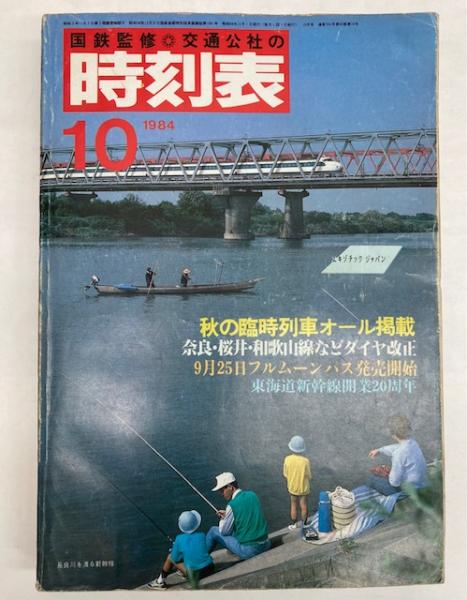 国鉄監修 交通公社の
時刻表
10 1984
エキゾチック ジャパン
秋の臨時列車オール掲載
奈良・桜井・和歌山線などダイヤ改正
9月25日フルムーンパス発売開始
東海道新幹線開業20周年
長良川を渡る新幹線